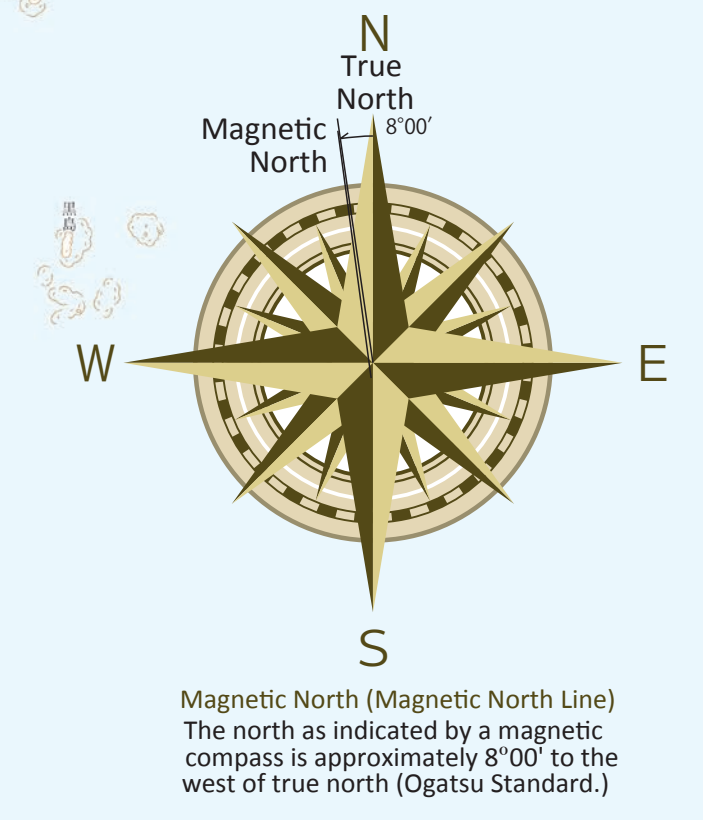 N
True
North
8°00′
Magnetic
North
W
E
S
Magnetic North (Magnetic North Line)
The north as indicated by a magnetic
compass is approximately 8°00' to the
west of true north (Ogatsu Standard.)